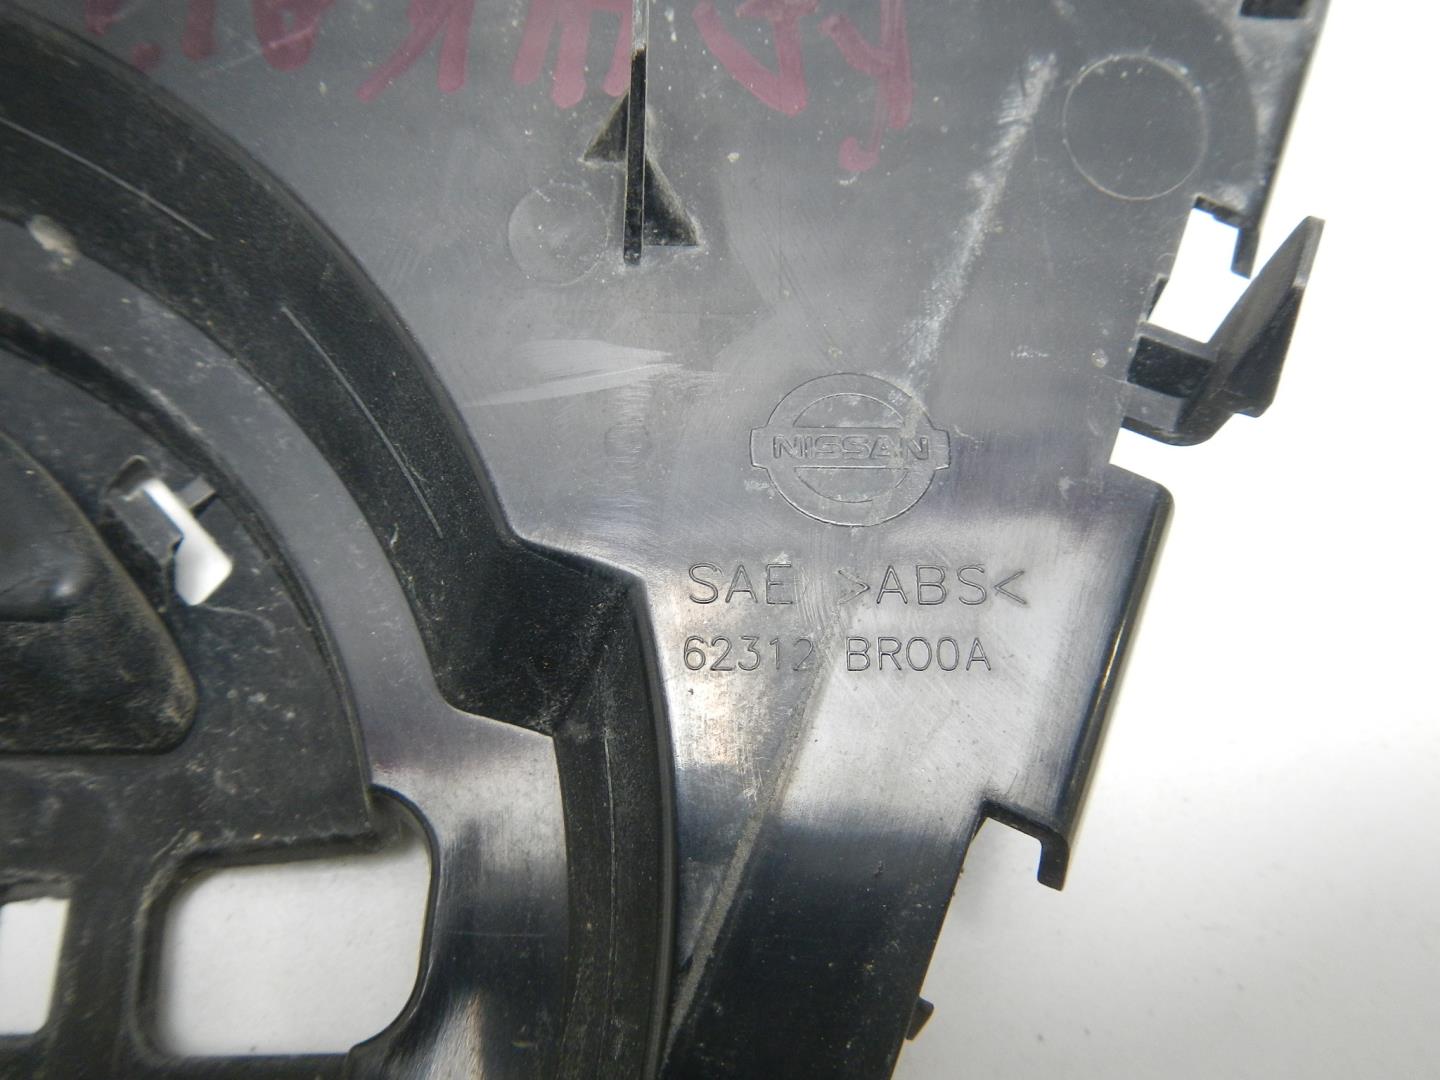 NISSAN
SAE >ABS<
62312 BR00A